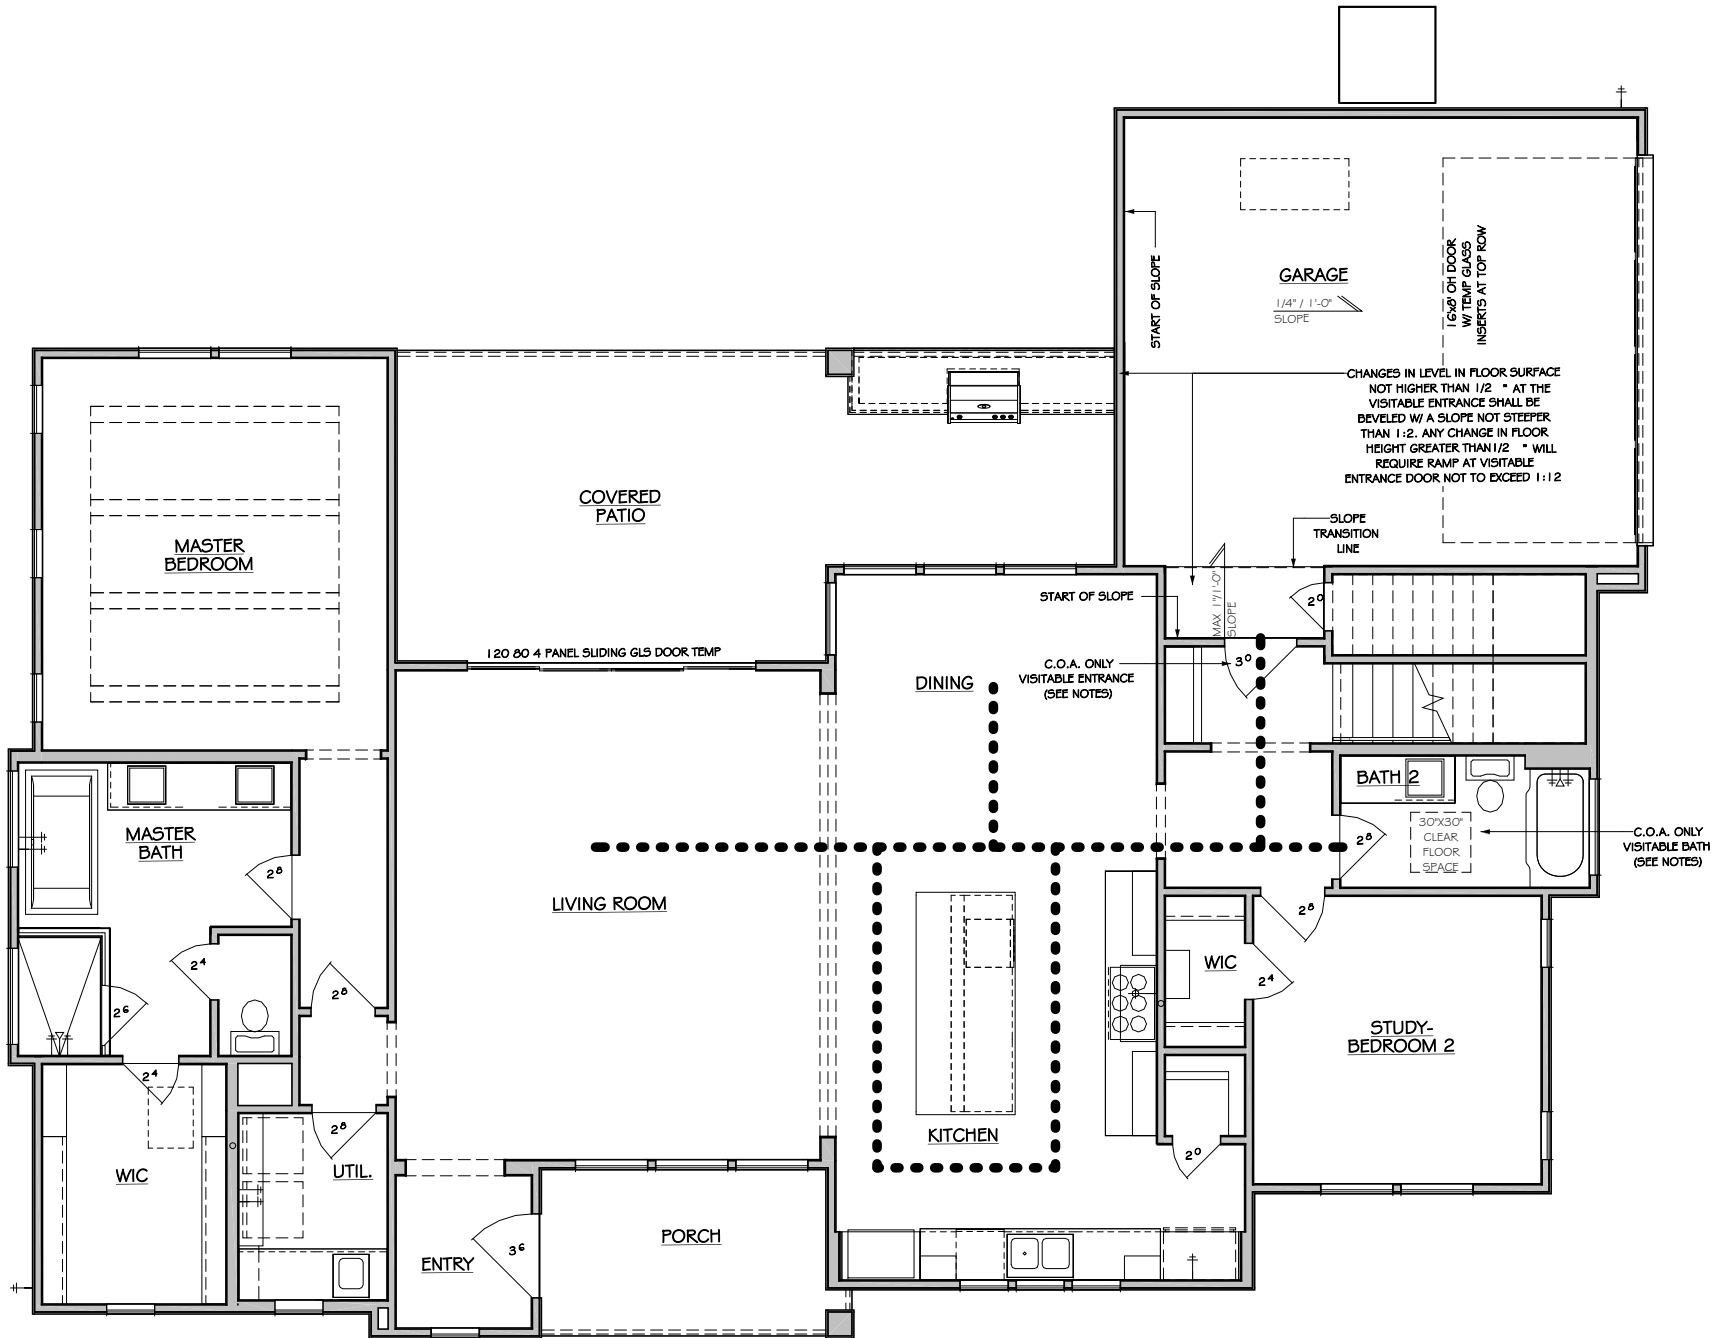 START OF SLOPE
GARAGE
1/4" / 1'-0"
SLOPE
16'x8' OH DOOR
W/ TEMP GLASS
INSERTS AT TOP ROW
CHANGES IN LEVEL IN FLOOR SURFACE
NOT HIGHER THAN 1/2 " AT THE
VISITABLE ENTRANCE SHALL BE
BEVELED W/ A SLOPE NOT STEEPER
THAN 1:2. ANY CHANGE IN FLOOR
HEIGHT GREATER THAN 1/2 " WILL
REQUIRE RAMP AT VISITABLE
ENTRANCE DOOR NOT TO EXCEED 1:12
COVERED
PATIO
MASTER
BEDROOM
SLOPE
TRANSITION
LINE
START OF SLOPE
MAX 1"/1'-0"
SLOPE
2⁰
120 80 4 PANEL SLIDING GLS DOOR TEMP
C.O.A. ONLY
VISITABLE ENTRANCE
(SEE NOTES)
3⁰
DINING
BATH 2
30"X30"
CLEAR
FLOOR
SPACE
2⁸
C.O.A. ONLY
VISITABLE BATH
(SEE NOTES)
MASTER
BATH
2⁸
LIVING ROOM
2⁸
2⁴
2⁸
WIC
2⁴
2⁶
STUDY-
BEDROOM 2
2⁴
2⁸
KITCHEN
2⁰
WIC
UTIL.
ENTRY
3⁶
PORCH